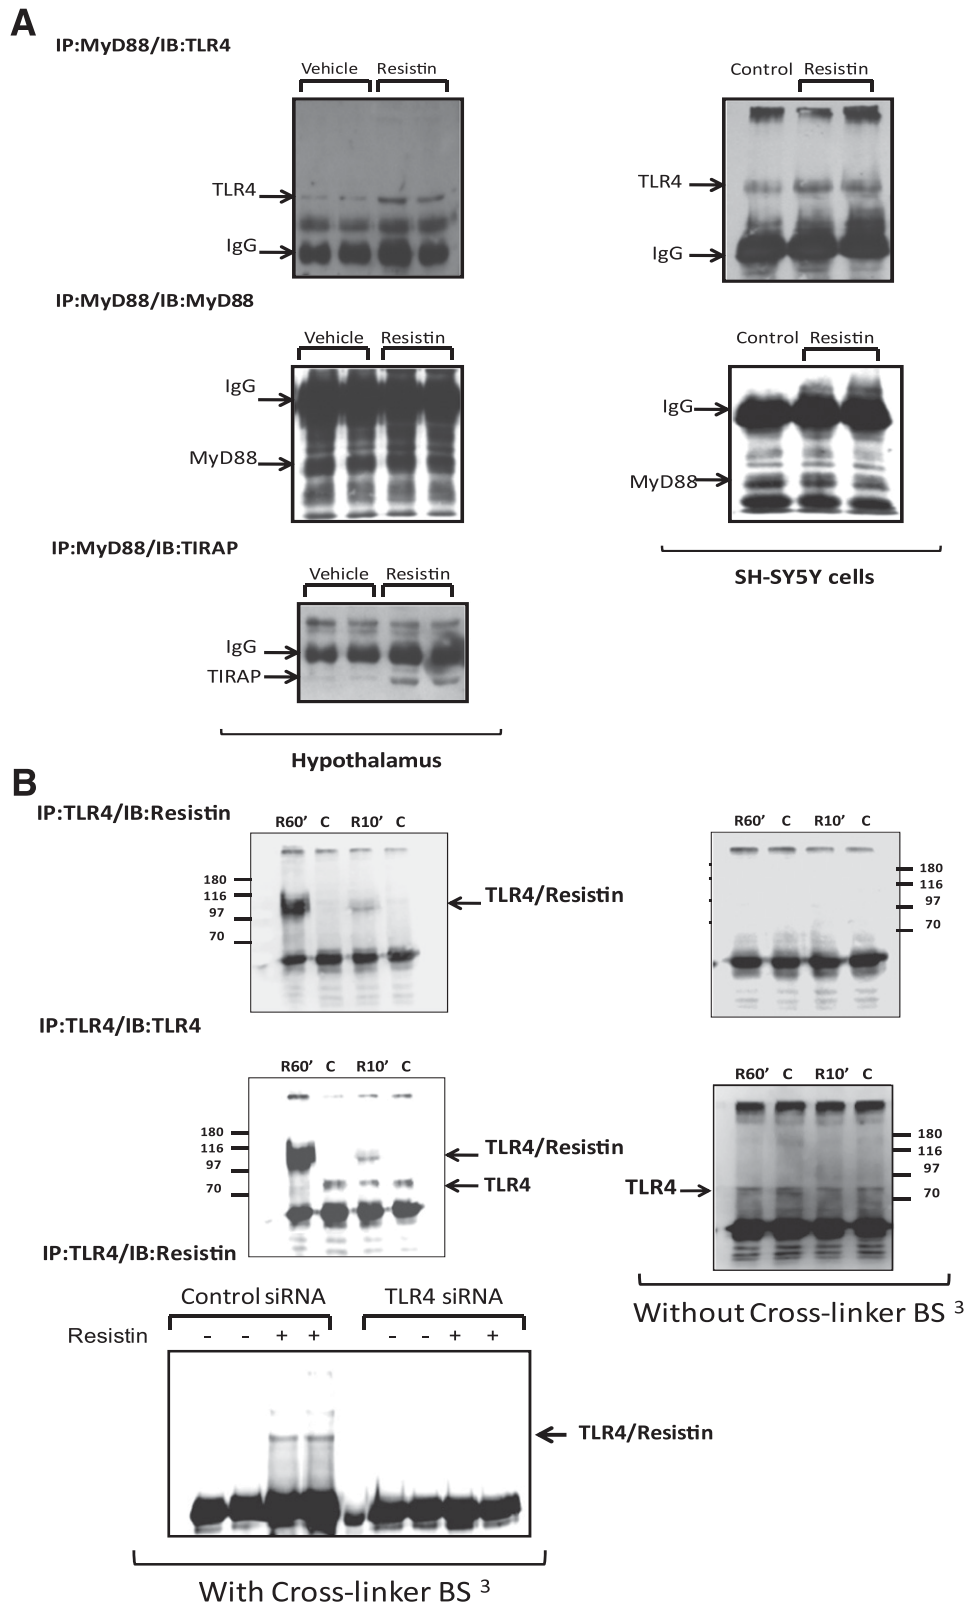 A
IP:MyD88/IB:TLR4
Vehicle Resistin
Control Resistin
TLR4
IgG
TLR4
IgG
IP:MyD88/IB:MyD88
Vehicle Resistin
Control Resistin
IgG
MyD88
IgG
MyD88
IP:MyD88/IB:TIRAP
Vehicle Resistin
SH-SY5Y cells
IgG
TIRAP
Hypothalamus
B
IP:TLR4/IB:Resistin
R60’ C R10’ C
R60’ C R10’ C
180
116
97
70
TLR4/Resistin
180
116
97
70
IP:TLR4/IB:TLR4
R60’ C R10’ C
R60’ C R10’ C
180
116
97
70
TLR4/Resistin
TLR4
TLR4
180
116
97
70
IP:TLR4/IB:Resistin
Control siRNA TLR4 siRNA
Without Cross-linker BS 3
Resistin - - + + - - + +
TLR4/Resistin
With Cross-linker BS 3